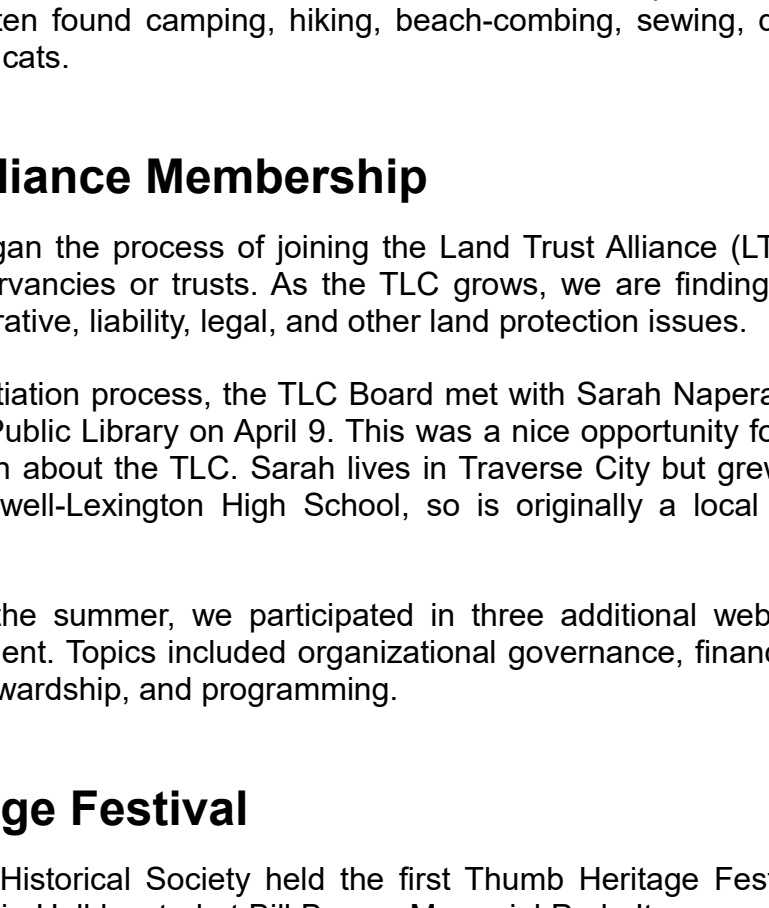 ten found camping, hiking, beach-combing, sewing,
cats.
lliance Membership
gan the process of joining the Land Trust Alliance (LT
rvancies or trusts. As the TLC grows, we are finding
rative, liability, legal, and other land protection issues.
tiation process, the TLC Board met with Sarah Napera
Public Library on April 9. This was a nice opportunity fo
n about the TLC. Sarah lives in Traverse City but grew
well-Lexington High School, so is originally a local
the summer, we participated in three additional web
ent. Topics included organizational governance, financ
wardship, and programming.
ge Festival
Historical Society held the first Thumb Heritage Fest